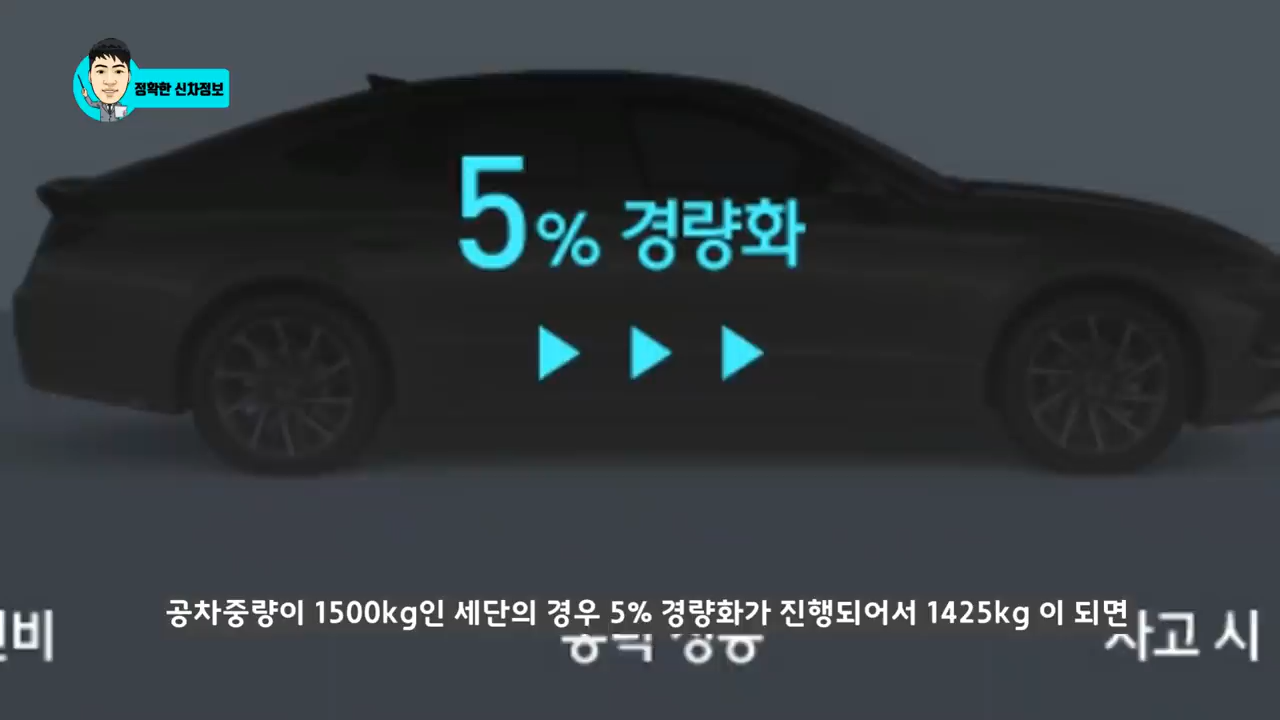 정확한 신차정보
5% 경량화
공차중량이 1500kg인 세단의 경우 5% 경량화가 진행되어서 1425kg 이 되면
사고 시